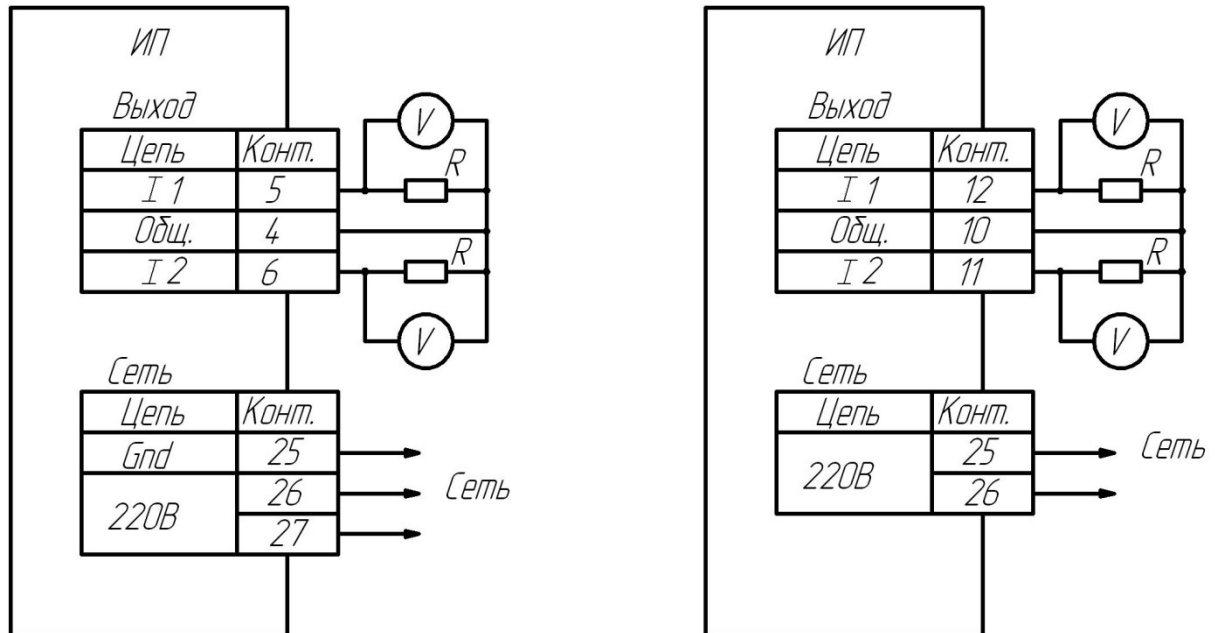 ИП
Выход
Цепь Конт.
I 1 5
Общ. 4
I 2 6
V
R
R
V
Сеть
Цепь Конт.
Gnd 25
220В 26
27
Сеть
ИП
Выход
Цепь Конт.
I 1 12
Общ. 10
I 2 11
V
R
R
V
Сеть
Цепь Конт.
220В 25
26
Сеть